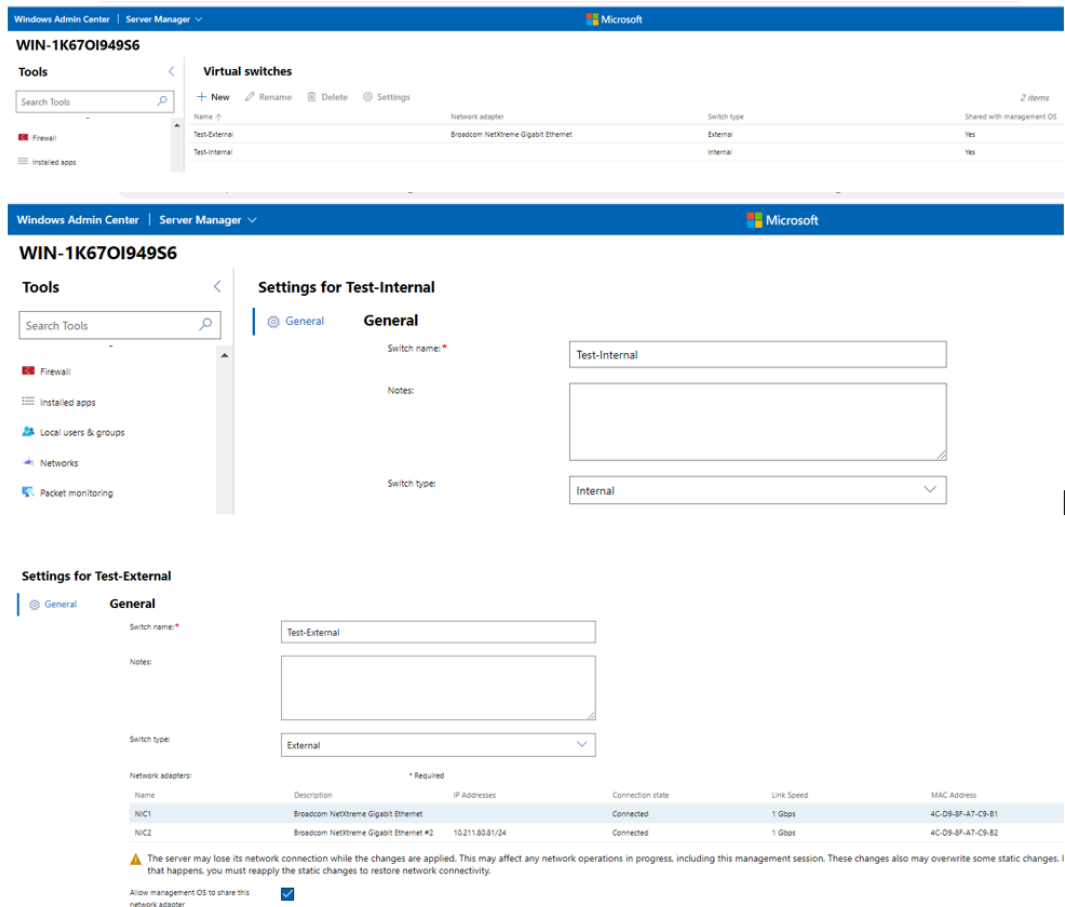 Windows Admin Center | Server Manager
Microsoft
WIN-1K67OI949S6
Tools
Virtual switches
Search Tools
New Rename Delete Settings
2 items
Name Network adapter Switch type Shared with management OS
Firewall
Test-External Broadcom NetXtreme Gigabit Ethernet External Yes
Installed apps
Test-Internal Internal Yes
Windows Admin Center | Server Manager
Microsoft
WIN-1K67OI949S6
Tools
Settings for Test-Internal
Search Tools
General
General
Switch name:*
Test-Internal
Firewall
Notes:
Installed apps
Local users & groups
Networks
Packet monitoring
Switch type:
Internal
Settings for Test-External
General
General
Switch name:*
Test-External
Notes:
Switch type:
External
Network adapters:
* Required
Name Description IP Addresses Connection state Link Speed MAC Address
NIC1 Broadcom NetXtreme Gigabit Ethernet Connected 1 Gbps 4C-D9-8F-A7-C9-B1
NIC2 Broadcom NetXtreme Gigabit Ethernet #2 10.211.80.81/24 Connected 1 Gbps 4C-D9-8F-A7-C9-B2
The server may lose its network connection while the changes are applied. This may affect any network operations in progress, including this management session. These changes also may overwrite some static changes.
that happens, you must reapply the static changes to restore network connectivity.
Allow management OS to share this
network adapter